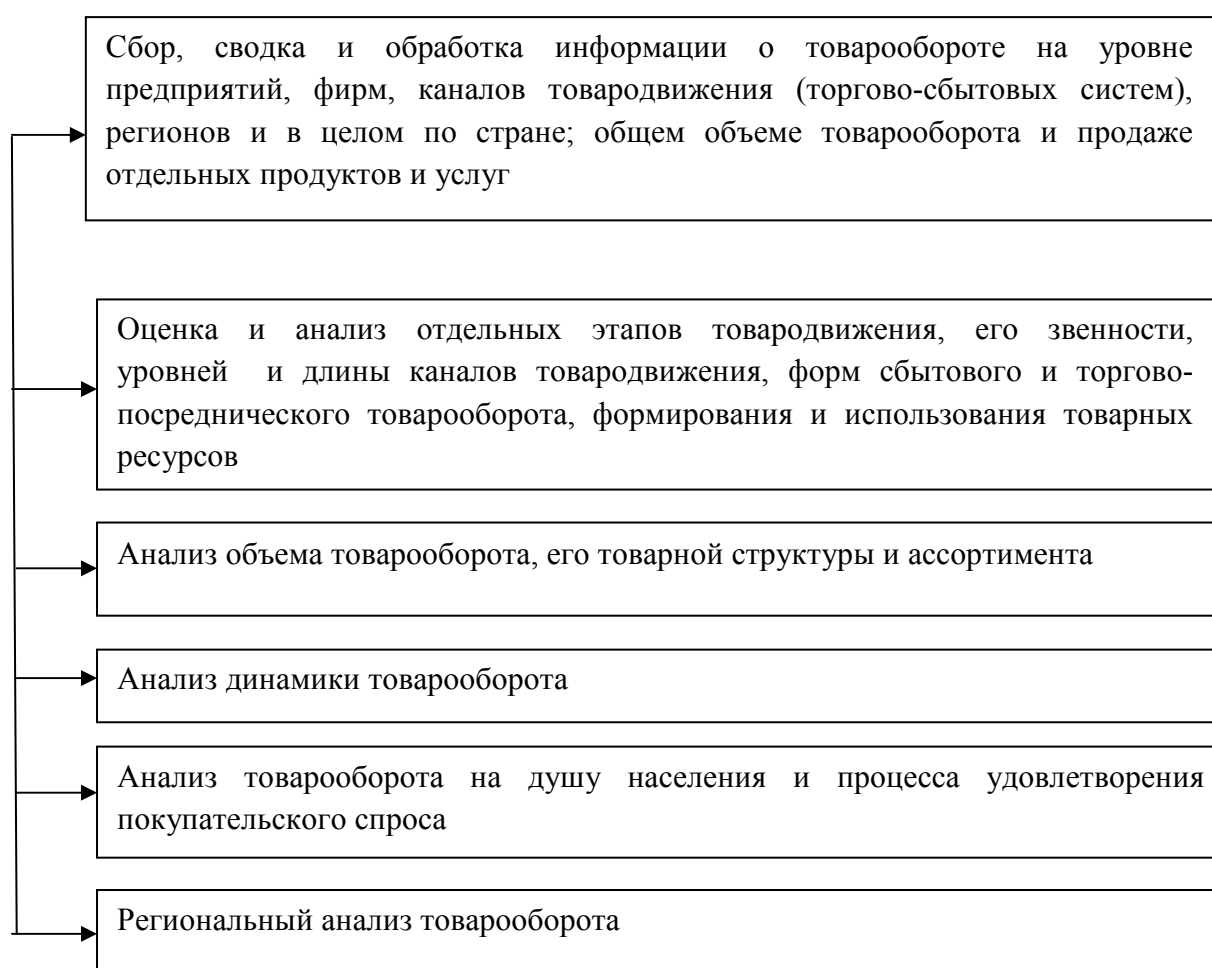 Сбор, сводка и обработка информации о товарообороте на уровне
предприятий, фирм, каналов товародвижения (торгово-сбытовых систем),
регионов и в целом по стране; общем объеме товарооборота и продаже
отдельных продуктов и услуг
Оценка и анализ отдельных этапов товародвижения, его звенности,
уровней и длины каналов товародвижения, форм сбытового и торгово-
посреднического товарооборота, формирования и использования товарных
ресурсов
Анализ объема товарооборота, его товарной структуры и ассортимента
Анализ динамики товарооборота
Анализ товарооборота на душу населения и процесса удовлетворения
покупательского спроса
Региональный анализ товарооборота